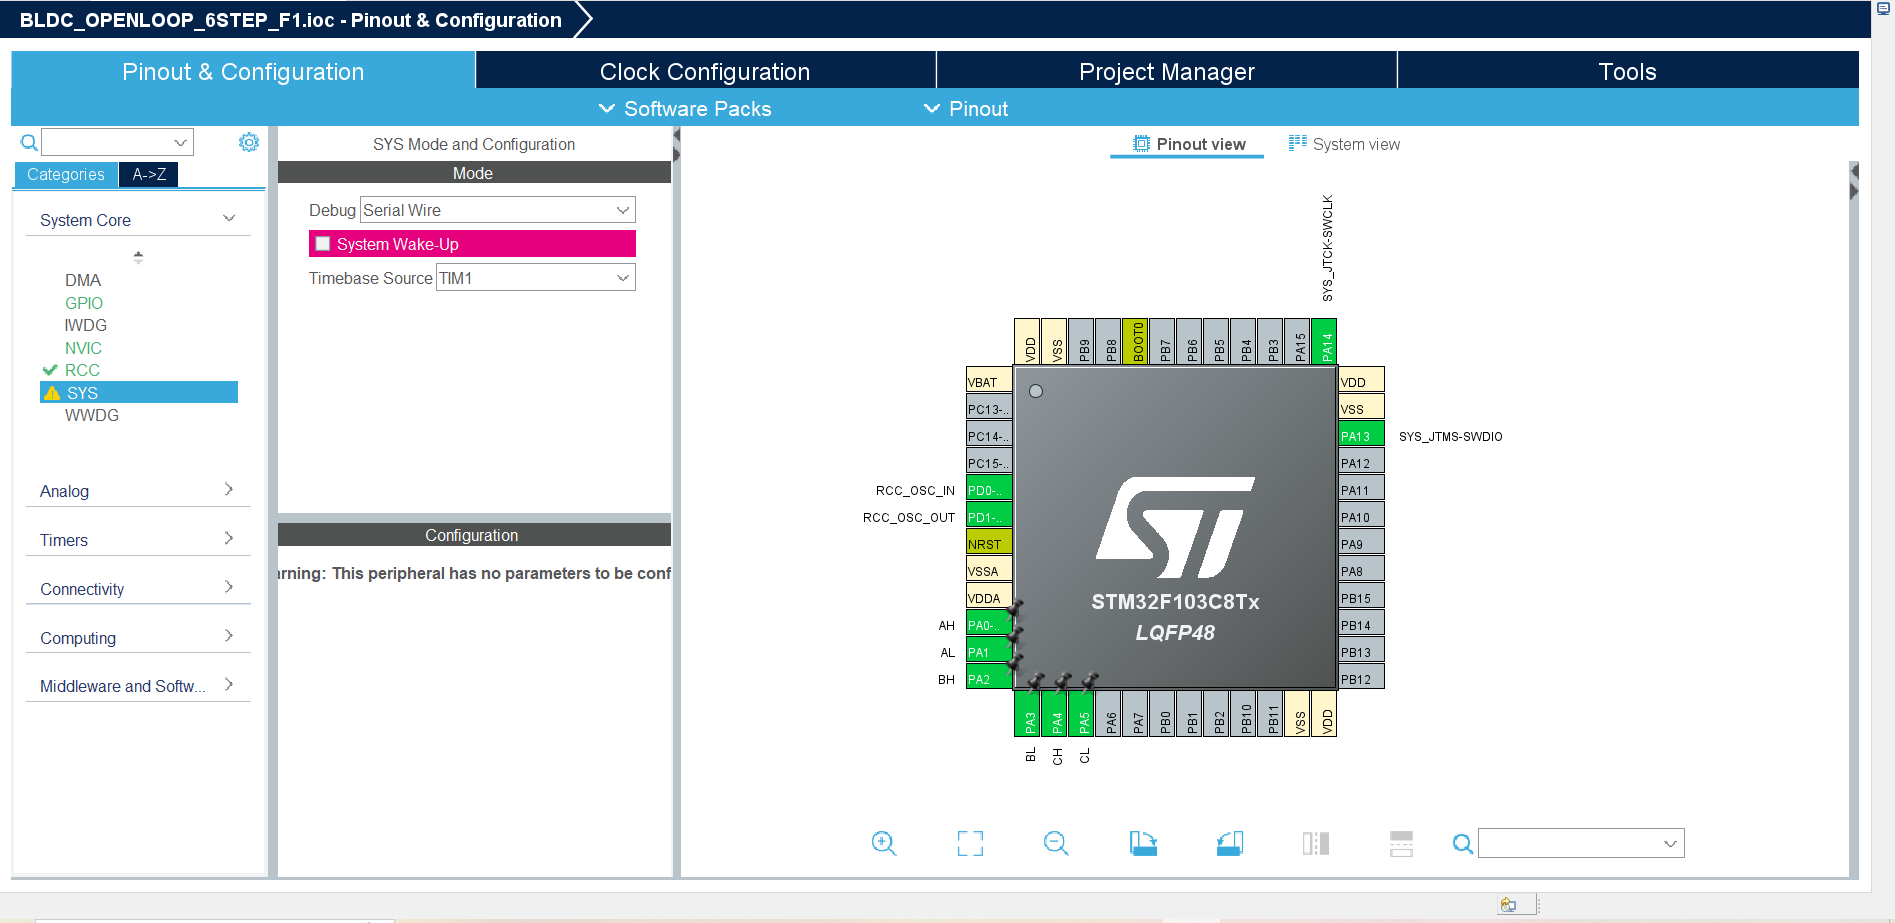 BLDC_OPENLOOP_6STEP_F1.ioc - Pinout & Configuration
Pinout & Configuration
Clock Configuration
Project Manager
Tools
Software Packs
Pinout
Categories
A->Z
System Core
DMA
GPIO
IWDG
NVIC
RCC
SYS
WWDG
Analog
Timers
Connectivity
Computing
Middleware and Softw...
SYS Mode and Configuration
Mode
Debug Serial Wire
System Wake-Up
Timebase Source TIM1
Configuration
arning: This peripheral has no parameters to be conf
Pinout view
System view
SYS_JTCK-SWCLK
VDD
VSS
PB9
PB8
BOOT0
PB7
PB6
PB5
PB4
PB3
PA15
PA14
VBAT
PC13-..
PC14-..
PC15-..
RCC_OSC_IN PD0-..
RCC_OSC_OUT PD1-..
NRST
VSSA
VDDA
AH PA0-..
AL PA1
BH PA2
ST
STM32F103C8Tx
LQFP48
VDD
VSS
PA13 SYS_JTMS-SWDIO
PA12
PA11
PA10
PA9
PA8
PB15
PB14
PB13
PB12
PA3
PA4
PA5
PA6
PA7
PB0
PB1
PB2
PB10
PB11
VSS
VDD
BL
CH
CL